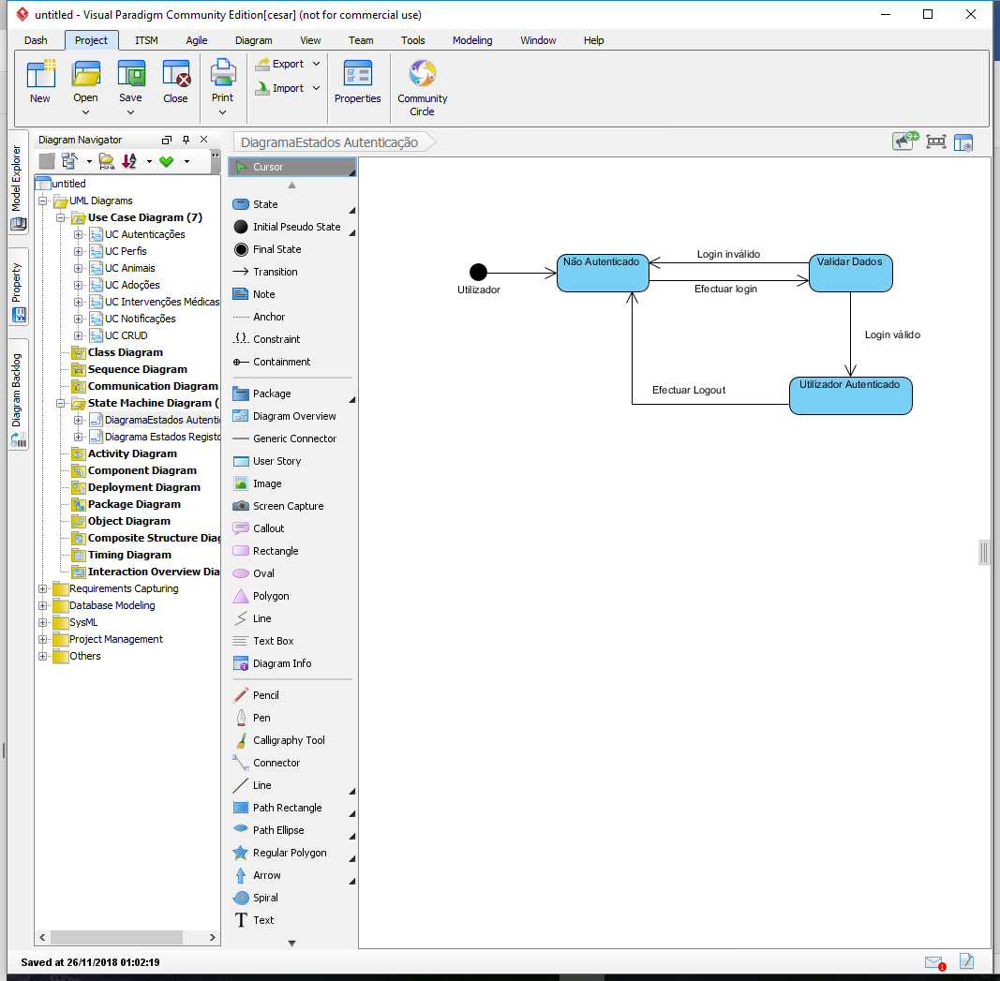 untitled - Visual Paradigm Community Edition[cesar] (not for commercial use)
Dash Project ITSM Agile Diagram View Team Tools Modeling Window Help
New
Open
Save
Close
Print
Export
Import
Properties
Community
Circle
Model Explorer
Property
Diagram Backlog
Diagram Navigator
untitled
UML Diagrams
Use Case Diagram (7)
UC Autenticações
UC Perfis
UC Animais
UC Adoções
UC Intervenções Médicas
UC Notificações
UC CRUD
Class Diagram
Sequence Diagram
Communication Diagram
State Machine Diagram (
DiagramaEstados Autenti
Diagrama Estados Registo
Activity Diagram
Component Diagram
Deployment Diagram
Package Diagram
Object Diagram
Composite Structure Diag
Timing Diagram
Interaction Overview Dia
Requirements Capturing
Database Modeling
SysML
Project Management
Others
DiagramaEstados Autenticação
9+
Cursor
State
Initial Pseudo State
Final State
Transition
Note
Anchor
Constraint
Containment
Package
Diagram Overview
Generic Connector
User Story
Image
Screen Capture
Callout
Rectangle
Oval
Polygon
Line
Text Box
Diagram Info
Pencil
Pen
Calligraphy Tool
Connector
Line
Path Rectangle
Path Ellipse
Regular Polygon
Arrow
Spiral
Text
Utilizador
Não Autenticado
Login inválido
Efectuar login
Validar Dados
Login válido
Utilizador Autenticado
Efectuar Logout
Saved at 26/11/2018 01:02:19